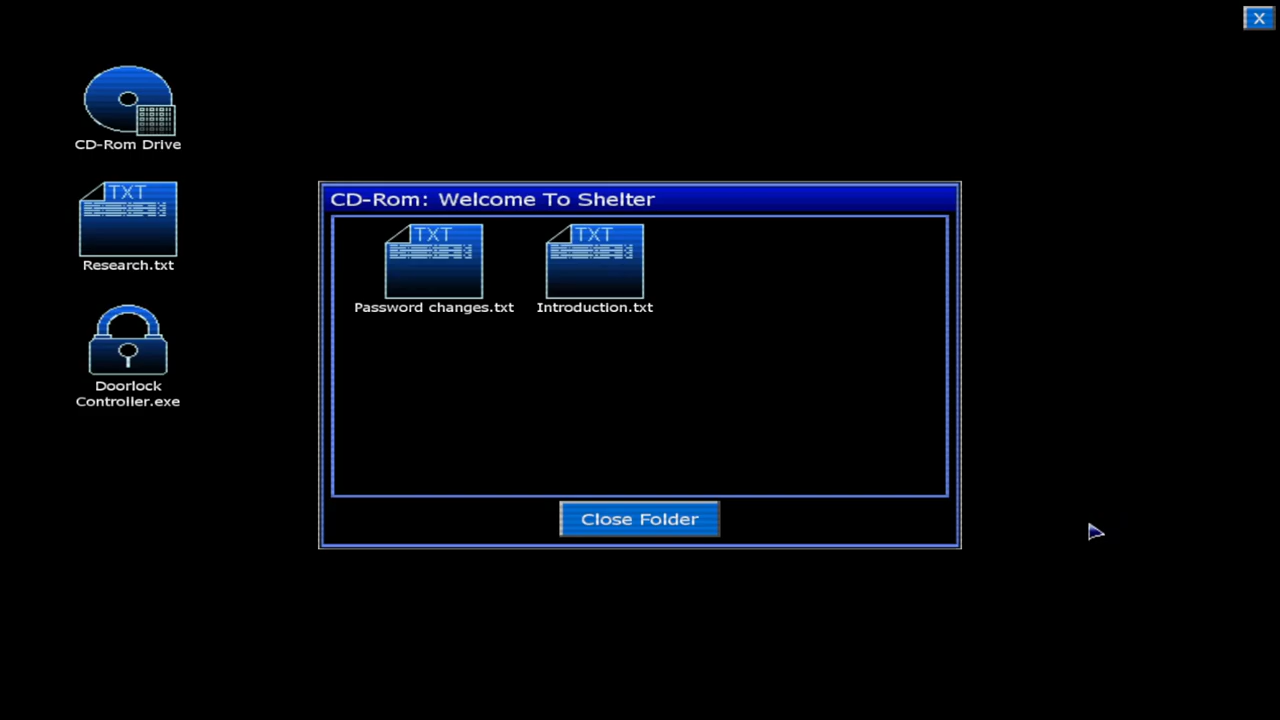 X
CD-Rom Drive
TXT
Research.txt
Doorlock
Controller.exe
CD-Rom: Welcome To Shelter
TXT
Password changes.txt
TXT
Introduction.txt
Close Folder